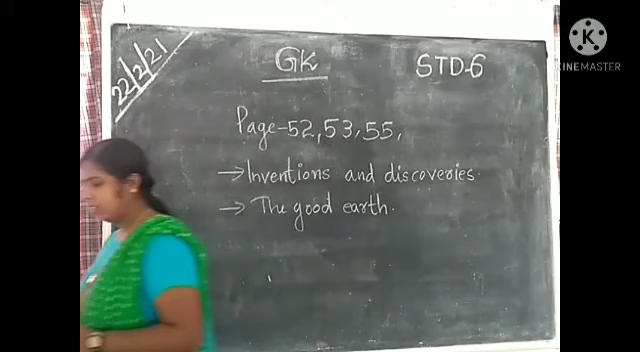 22/2/21
GK
STD-6
Page-52,53,55,
→Inventions and discoveries.
→ The good earth.
K
KINEMASTER